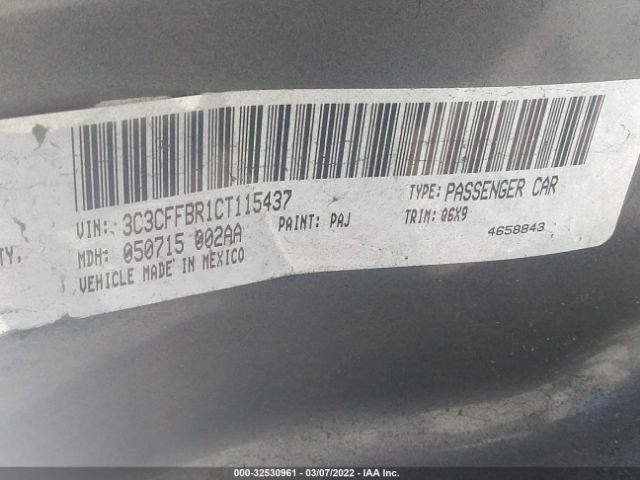 VIN: 3C3CFFBR1CT115437
TYPE: PASSENGER CAR
TY,
MDH: 050715 002AA
PAINT: PAJ
TRIM: Q6X9
VEHICLE MADE IN MEXICO
4658843
000-32530961 - 03/07/2022 - IAA Inc.